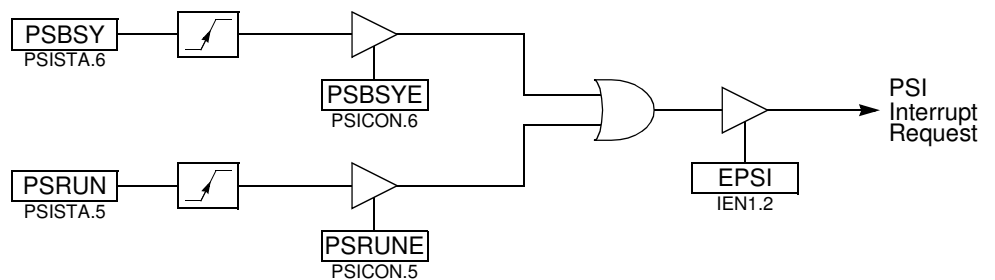 PSBSY
PSISTA.6
PSBSYE
PSICON.6
PSI
Interrupt
Request
PSRUN
PSISTA.5
EPSI
IEN1.2
PSRUNE
PSICON.5